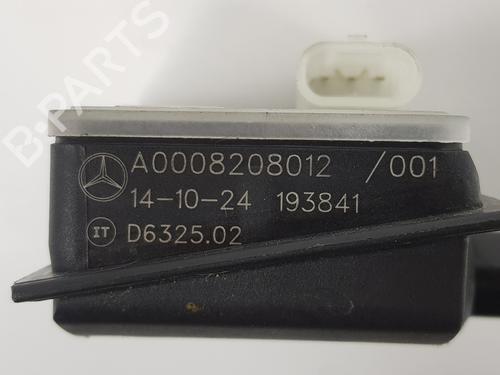 B-PARTS
A0008208012 /001
14-10-24 193841
IT D6325.02